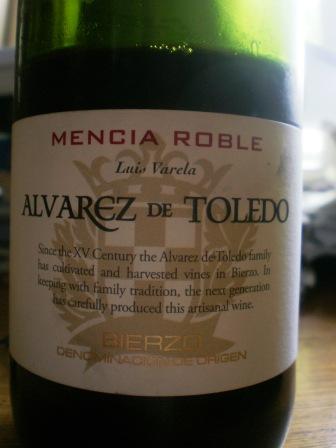 MENCIA ROBLE
Luis Varela
ALVAREZ DE TOLEDO
Since the XV Century the Alvarez de Toledo family
has cultivated and harvested vines in Bierzo. In
keeping with family tradition, the next generation
has carefully produced this artisanal wine.
BIERZO
DENOMINACION DE ORIGEN